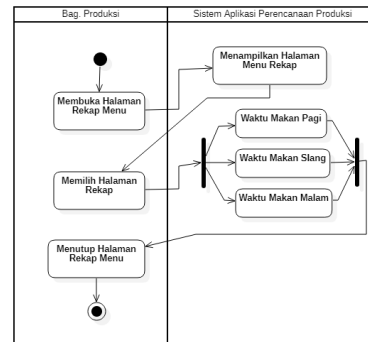 Bag. Produksi
Sistem Aplikasi Perencanaan Produksi
Menampilkan Halaman
Menu Rekap
Membuka Halaman
Rekap Menu
Waktu Makan Pagi
Waktu Makan Slang
Memilih Halaman
Rekap
Waktu Makan Malam
Menutup Halaman
Rekap Menu